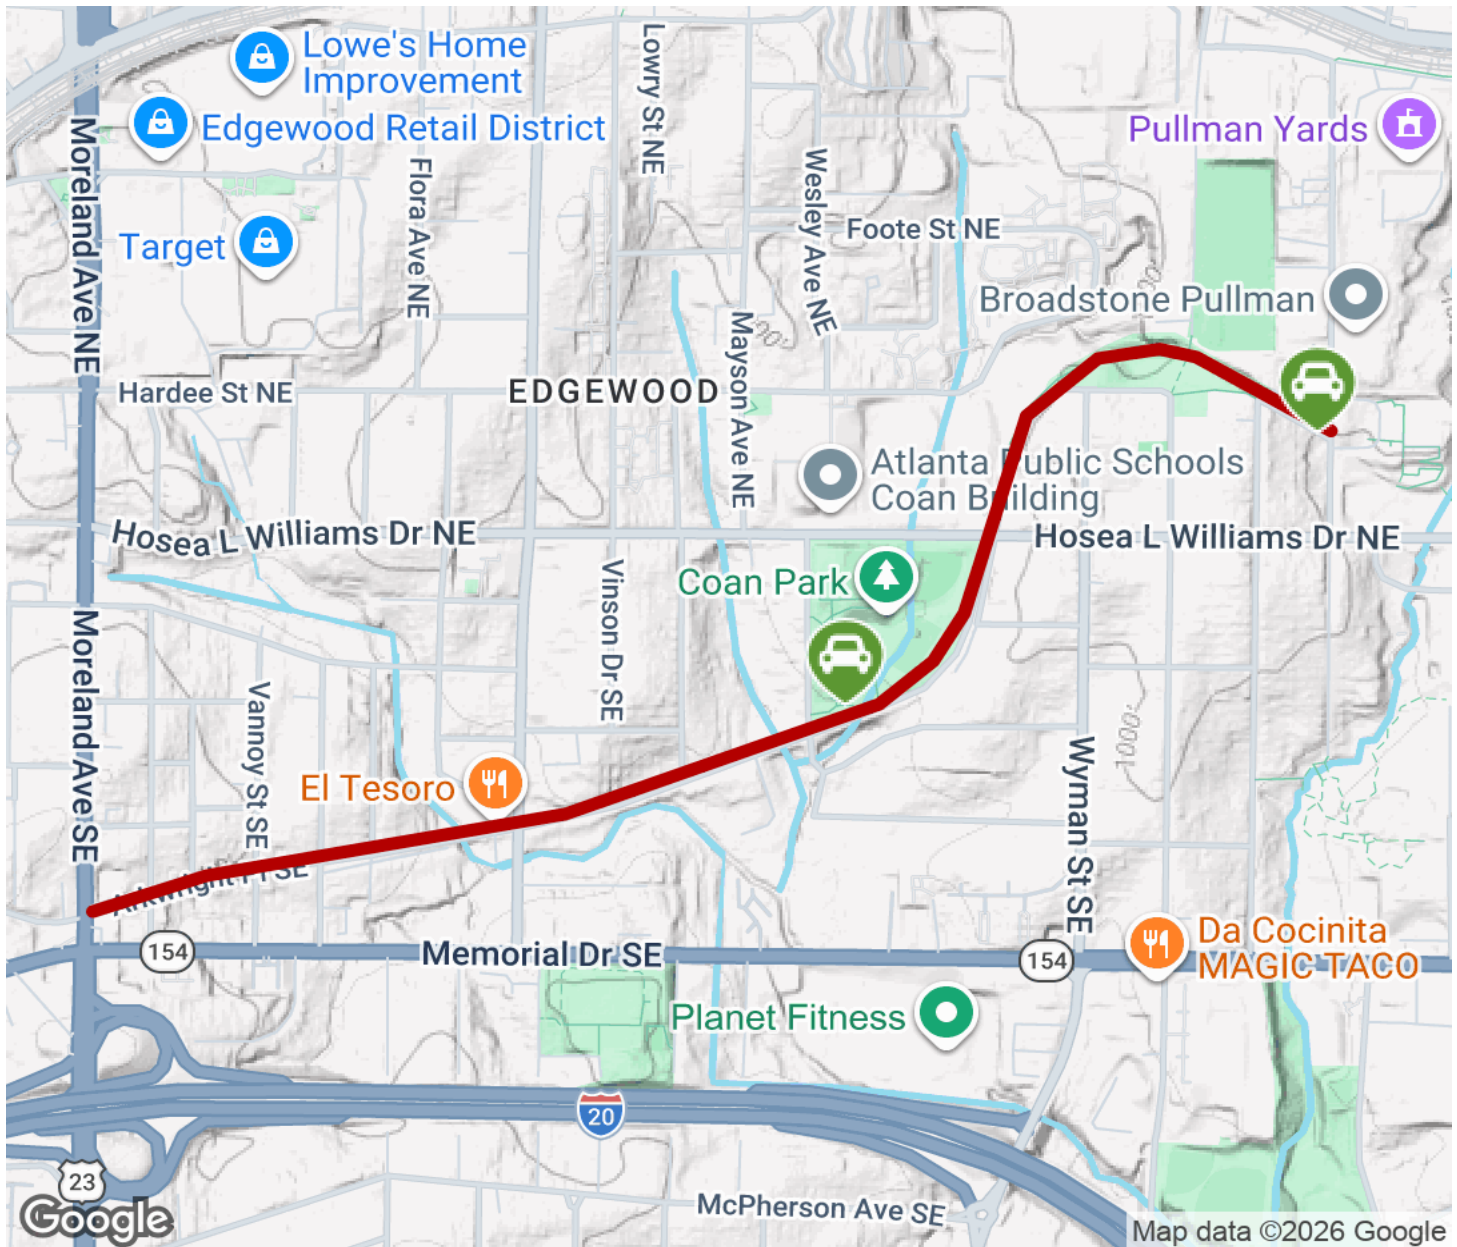 Lowe's Home
Improvement
Edgewood Retail District
Target
Moreland Ave NE
Flora Ave NE
Lowry St NE
Wesley Ave NE
Foote St NE
Pullman Yards
Broadstone Pullman
Hardee St NE
EDGEWOOD
Mayson Ave NE
Atlanta Public Schools
Coan Building
Hosea L Williams Dr NE
Hosea L Williams Dr NE
Coan Park
Vinson Dr SE
Moreland Ave SE
Vannoy St SE
El Tesoro
Wyman St SE
1000'
Arkwright Pl SE
154
Memorial Dr SE
154
Da Cocinita
MAGIC TACO
Planet Fitness
20
23
McPherson Ave SE
Google
Map data ©2026 Google